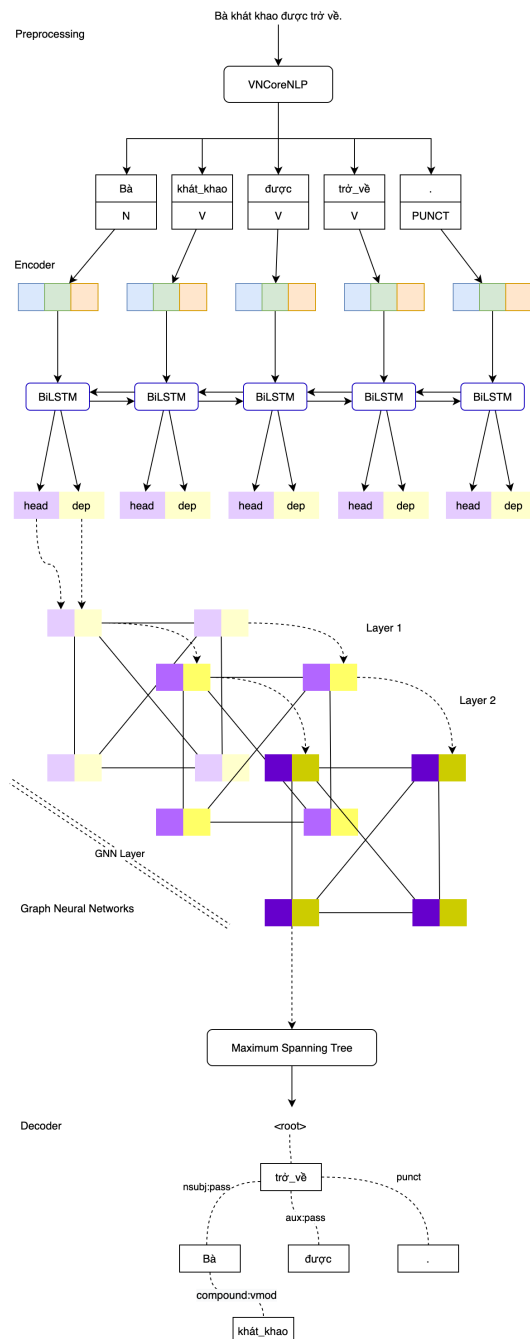 Bà khát khao được trở về.
Preprocessing
VNCoreNLP
Bà khát_khao được trở_về .
N V V V PUNCT
Encoder
BiLSTM BiLSTM BiLSTM BiLSTM BiLSTM
head dep head dep head dep head dep head dep
Layer 1
Layer 2
GNN Layer
Graph Neural Networks
Maximum Spanning Tree
Decoder
<root>
trở_về
nsubj:pass
punct
aux:pass
Bà được .
compound:vmod
khát_khao